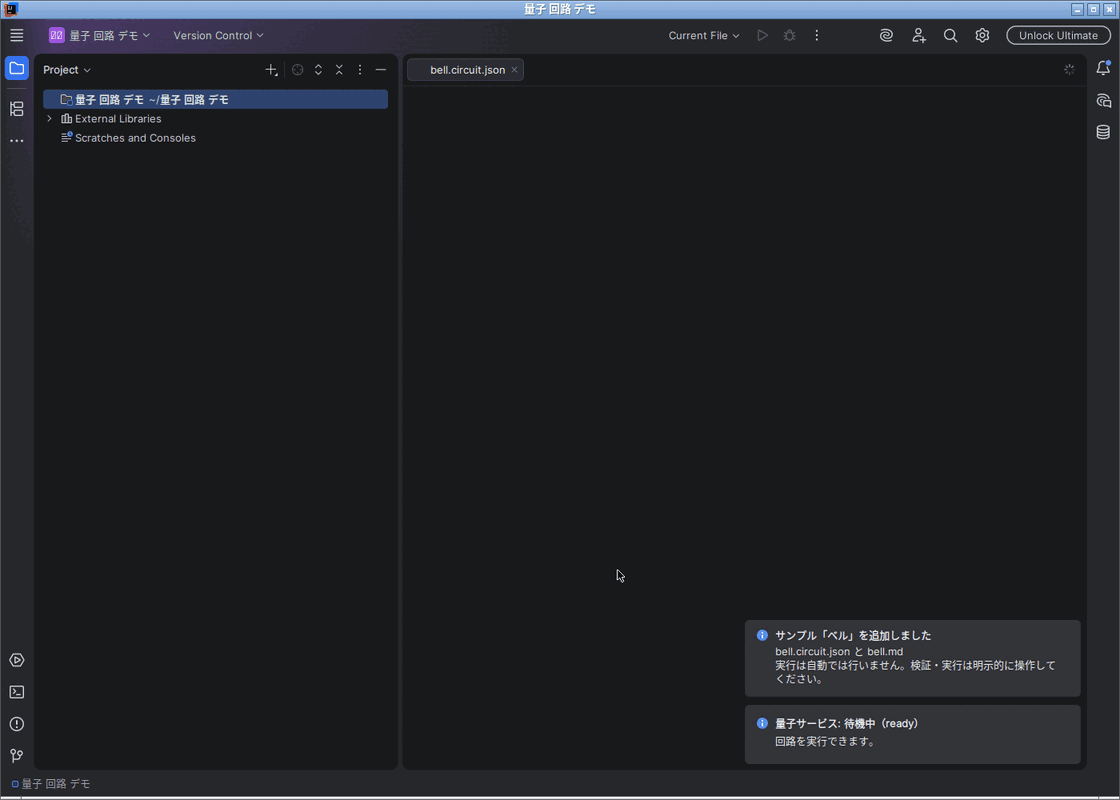 量子 回路 デモ
量子 回路 デモ
Version Control
Current File
Unlock Ultimate
Project
bell.circuit.json
量子 回路 デモ ~/量子 回路 デモ
External Libraries
Scratches and Consoles
サンプル「ベル」を追加しました
bell.circuit.json と bell.md
実行は自動では行いません。検証・実行は明示的に操作して
ください。
量子サービス: 待機中（ready）
回路を実行できます。
量子 回路 デモ